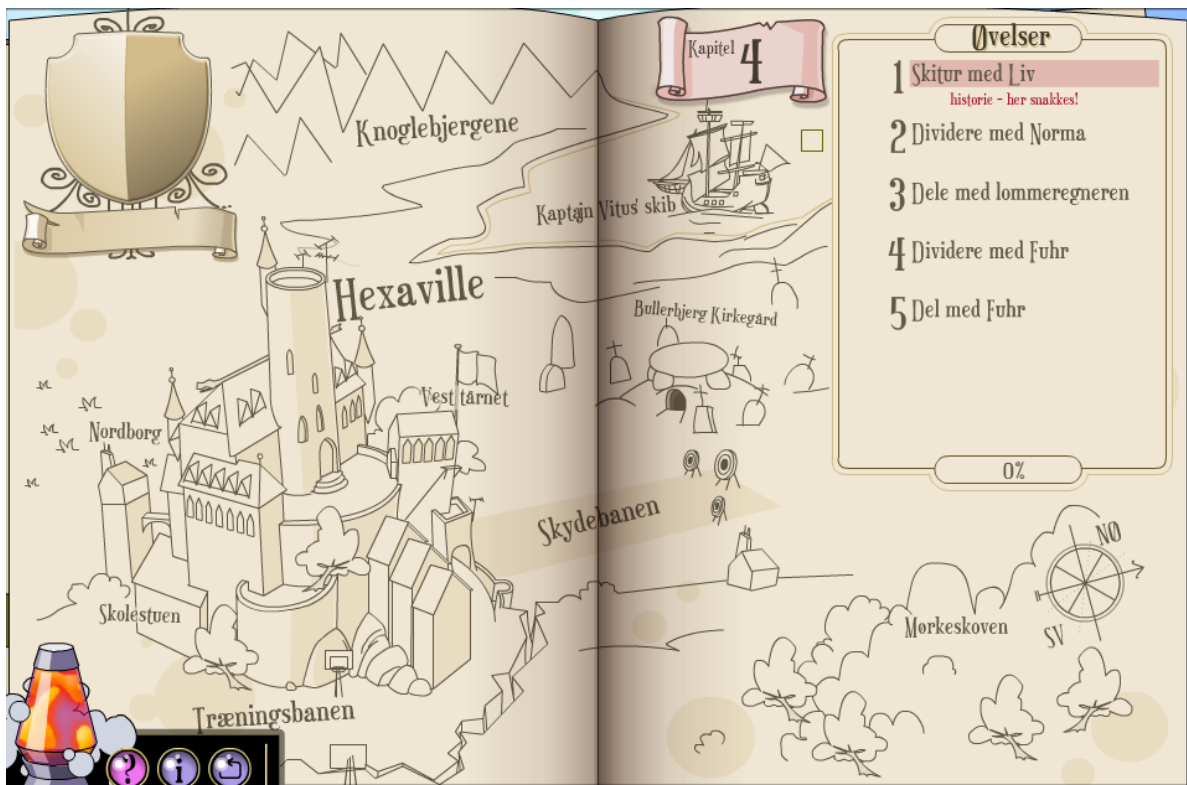 Kapitel 4
Øvelser
1 Skitur med Liv
historie - her snakkes!
2 Dividere med Norma
3 Dele med lommeregneren
4 Dividere med Fuhr
5 Del med Fuhr
0%
Knoglebjergene
Kaptajn Vitus' skib
Hexaville
Bullerbjerg Kirkegård
Vest tårnet
Nordborg
Skydebanen
NØ
SV
Skolestuen
Mørkeskoven
Træningsbanen
? i